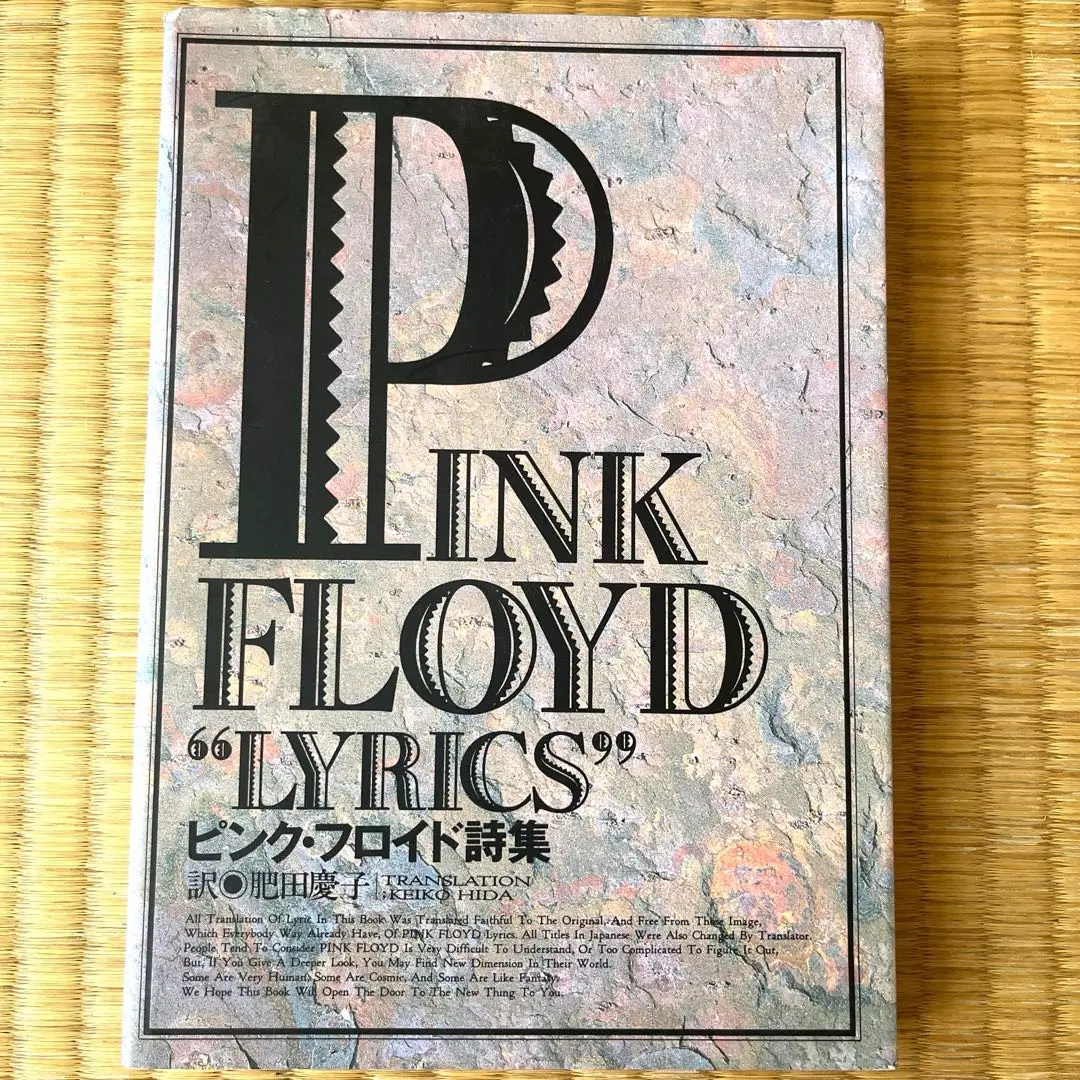 PINK
FLOYD
“LYRICS”
ピンク・フロイド詩集
訳◉肥田慶子 | TRANSLATION
;KEIKO HIDA
All Translation Of Lyric In This Book Was Translated Faithful To The Original, And Free From Those Image,
Which Everybody Way Already Have, Of PINK FLOYD Lyrics. All Titles In Japanese Were Also Changed By Translator.
People Tend To Consider PINK FLOYD Is Very Difficult To Understand, Or Too Complicated To Figure It Out,
But, If You Give A Deeper Look, You May Find New Dimension In Their World.
Some Are Very Human, Some Are Cosmic, And Some Are Like Fantasy.
We Hope This Book Will Open The Door To The New Thing To You.